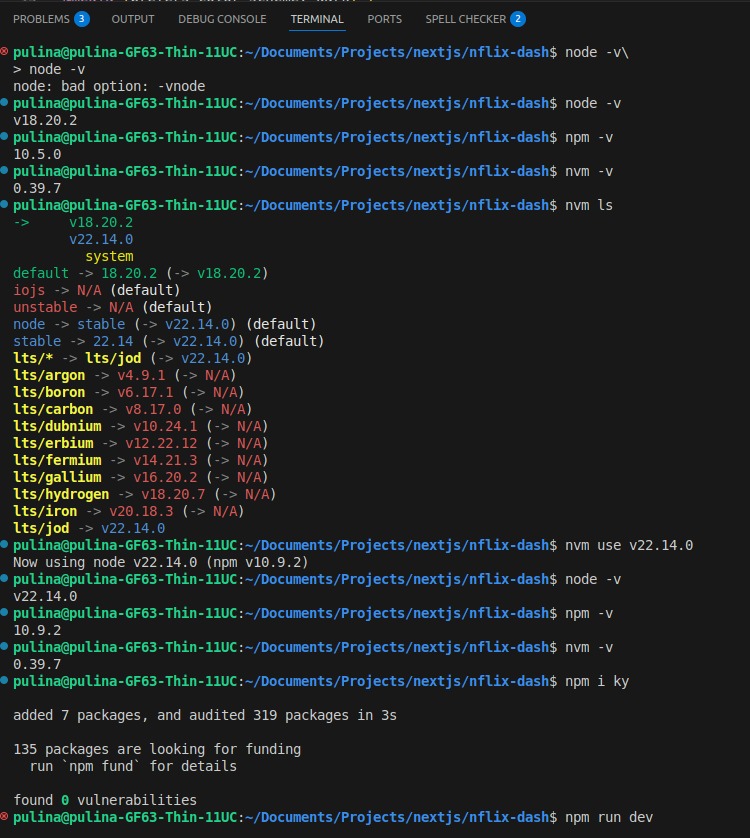 PROBLEMS 3 OUTPUT DEBUG CONSOLE TERMINAL PORTS SPELL CHECKER 2
pulina@pulina-GF63-Thin-11UC:~/Documents/Projects/nextjs/nflix-dash$ node -v\
> node -v
node: bad option: -vnode
pulina@pulina-GF63-Thin-11UC:~/Documents/Projects/nextjs/nflix-dash$ node -v
v18.20.2
pulina@pulina-GF63-Thin-11UC:~/Documents/Projects/nextjs/nflix-dash$ npm -v
10.5.0
pulina@pulina-GF63-Thin-11UC:~/Documents/Projects/nextjs/nflix-dash$ nvm -v
0.39.7
pulina@pulina-GF63-Thin-11UC:~/Documents/Projects/nextjs/nflix-dash$ nvm ls
->     v18.20.2
       v22.14.0
         system
default -> 18.20.2 (-> v18.20.2)
iojs -> N/A (default)
unstable -> N/A (default)
node -> stable (-> v22.14.0) (default)
stable -> 22.14 (-> v22.14.0) (default)
lts/* -> lts/jod (-> v22.14.0)
lts/argon -> v4.9.1 (-> N/A)
lts/boron -> v6.17.1 (-> N/A)
lts/carbon -> v8.17.0 (-> N/A)
lts/dubnium -> v10.24.1 (-> N/A)
lts/erbium -> v12.22.12 (-> N/A)
lts/fermium -> v14.21.3 (-> N/A)
lts/gallium -> v16.20.2 (-> N/A)
lts/hydrogen -> v18.20.7 (-> N/A)
lts/iron -> v20.18.3 (-> N/A)
lts/jod -> v22.14.0
pulina@pulina-GF63-Thin-11UC:~/Documents/Projects/nextjs/nflix-dash$ nvm use v22.14.0
Now using node v22.14.0 (npm v10.9.2)
pulina@pulina-GF63-Thin-11UC:~/Documents/Projects/nextjs/nflix-dash$ node -v
v22.14.0
pulina@pulina-GF63-Thin-11UC:~/Documents/Projects/nextjs/nflix-dash$ npm -v
10.9.2
pulina@pulina-GF63-Thin-11UC:~/Documents/Projects/nextjs/nflix-dash$ nvm -v
0.39.7
pulina@pulina-GF63-Thin-11UC:~/Documents/Projects/nextjs/nflix-dash$ npm i ky
added 7 packages, and audited 319 packages in 3s
135 packages are looking for funding
  run `npm fund` for details
found 0 vulnerabilities
pulina@pulina-GF63-Thin-11UC:~/Documents/Projects/nextjs/nflix-dash$ npm run dev